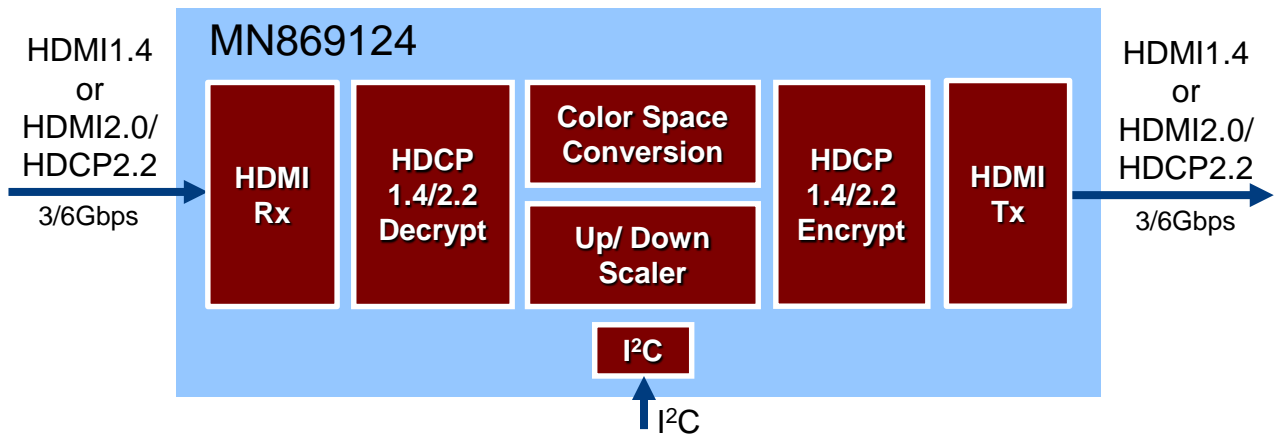 MN869124
HDMI1.4
or
HDMI2.0/
HDCP2.2
3/6Gbps
HDMI
Rx
HDCP
1.4/2.2
Decrypt
Color Space
Conversion
Up/ Down
Scaler
HDCP
1.4/2.2
Encrypt
HDMI
Tx
HDMI1.4
or
HDMI2.0/
HDCP2.2
3/6Gbps
I²C
I²C